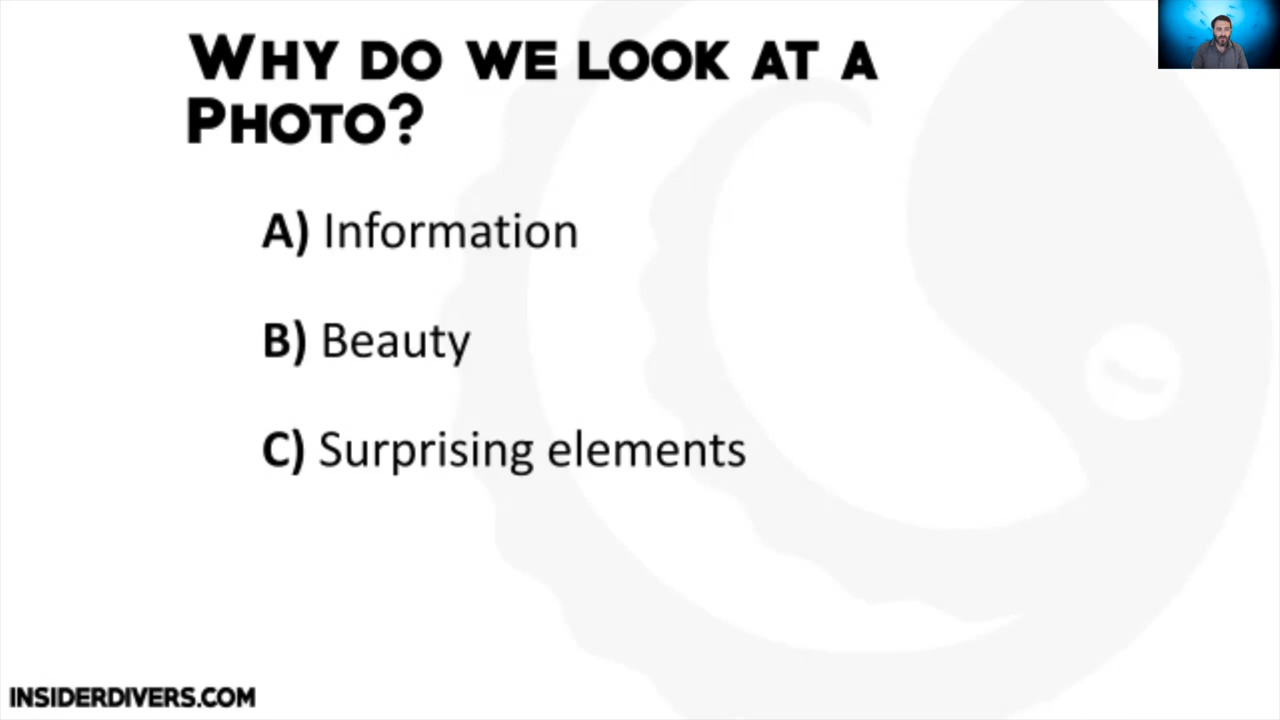 WHY DO WE LOOK AT A
PHOTO?
A) Information
B) Beauty
C) Surprising elements
INSIDERDIVERS.COM